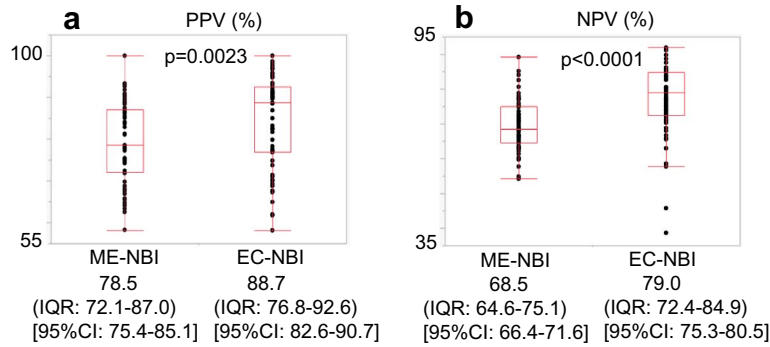 a
PPV (%)
100
p=0.0023
55
ME-NBI
EC-NBI
78.5
88.7
(IQR: 72.1-87.0)
(IQR: 76.8-92.6)
[95%CI: 75.4-85.1]
[95%CI: 82.6-90.7]
b
NPV (%)
95
p<0.0001
35
ME-NBI
EC-NBI
68.5
79.0
(IQR: 64.6-75.1)
(IQR: 72.4-84.9)
[95%CI: 66.4-71.6]
[95%CI: 75.3-80.5]